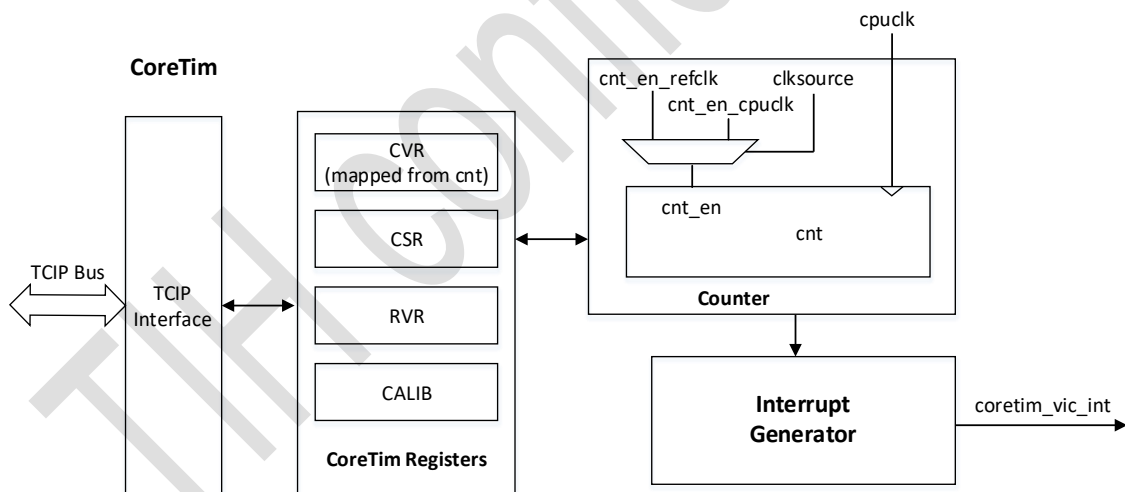 cpuclk
CoreTim
cnt_en_refclk
clksource
cnt_en_cpuclk
CVR
(mapped from cnt)
cnt_en
cnt
CSR
TCIP Bus
TCIP
Interface
RVR
Counter
CALIB
Interrupt
Generator
coretim_vic_int
CoreTim Registers